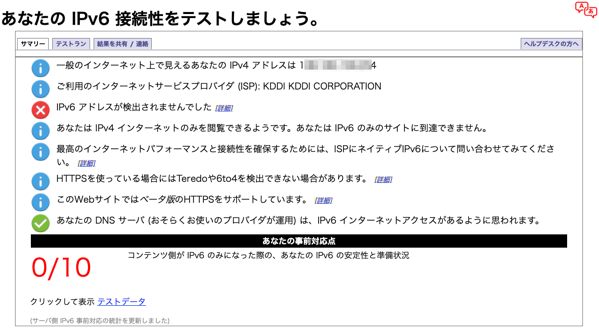 あなたの IPv6 接続性をテストしましょう。
サマリー テストラン 結果を共有 / 連絡 ヘルプデスクの方へ
一般のインターネット上で見えるあなたの IPv4 アドレスは 1 4
ご利用のインターネットサービスプロバイダ (ISP): KDDI KDDI CORPORATION
IPv6 アドレスが検出されませんでした [詳細]
あなたは IPv4 インターネットのみを閲覧できるようです。あなたは IPv6 のみのサイトに到達できません。
最高のインターネットパフォーマンスと接続性を確保するためには、ISPにネイティブIPv6について問い合わせてみてくださ
い。 [詳細]
HTTPSを使っている場合にはTeredoや6to4を検出できない場合があります。 [詳細]
このWebサイトではベータ版のHTTPSをサポートしています。 [詳細]
あなたの DNS サーバ (おそらくお使いのプロバイダが運用) は、IPv6 インターネットアクセスがあるように思われます。
あなたの事前対応点
0/10 コンテンツ側が IPv6 のみになった際の、あなたの IPv6 の安定性と準備状況
クリックして表示 テストデータ
(サーバ側 IPv6 事前対応の統計を更新しました)